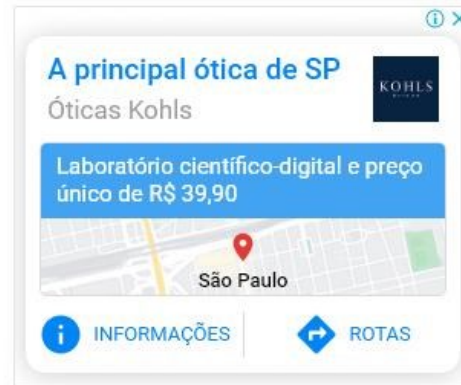 A principal ótica de SP
Óticas Kohls
KOHLS
Laboratório científico-digital e preço
único de R$ 39,90
São Paulo
INFORMAÇÕES
ROTAS